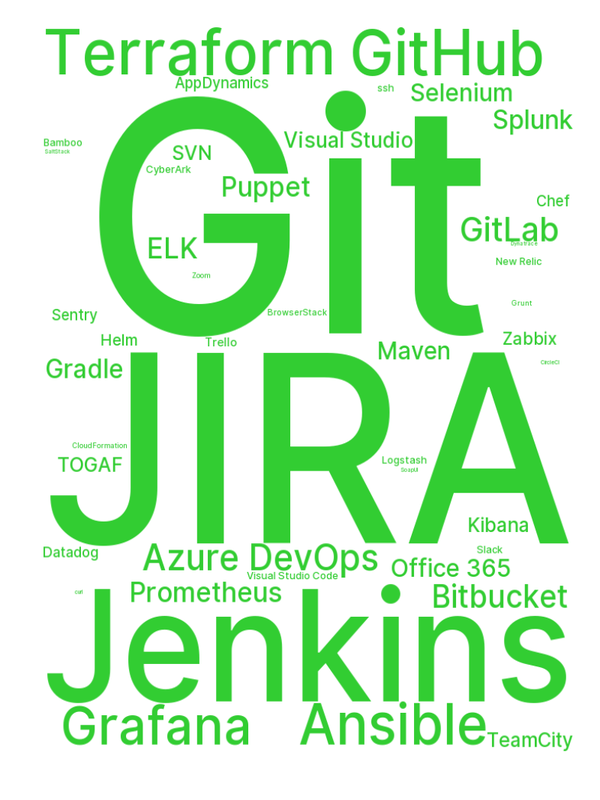 Terraform GitHub
AppDynamics
ssh
Selenium
Splunk
Git
Visual Studio
Bamboo
SaltStack
SVN
CyberArk
Puppet
Chef
GitLab
Dynatrace
ELK
New Relic
Zoom
Grunt
BrowserStack
Sentry
Helm
Trello
Zabbix
Maven
CircleCI
Gradle
JIRA
CloudFormation
TOGAF
Logstash
SoapUI
Kibana
Datadog
Azure DevOps
Slack
Office 365
Visual Studio Code
Prometheus
Bitbucket
curl
Jenkins
Grafana
Ansible
TeamCity